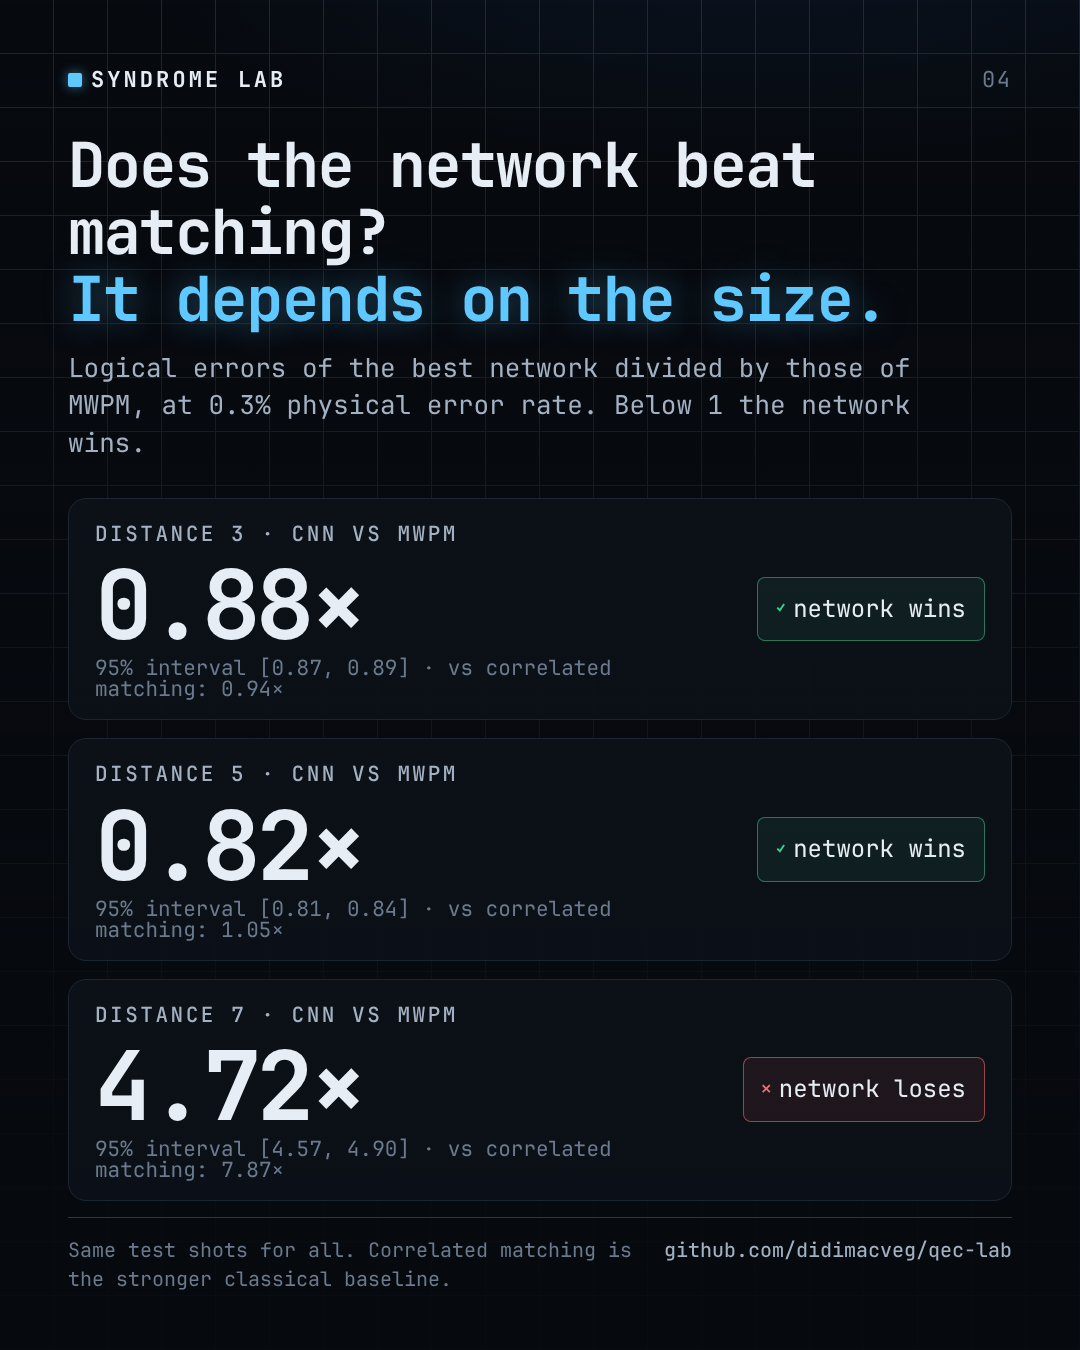 SYNDROME LAB
04
Does the network beat
matching?
It depends on the size.
Logical errors of the best network divided by those of
MWPM, at 0.3% physical error rate. Below 1 the network
wins.
DISTANCE 3 · CNN VS MWPM
0.88×
✓ network wins
95% interval [0.87, 0.89] · vs correlated
matching: 0.94×
DISTANCE 5 · CNN VS MWPM
0.82×
✓ network wins
95% interval [0.81, 0.84] · vs correlated
matching: 1.05×
DISTANCE 7 · CNN VS MWPM
4.72×
× network loses
95% interval [4.57, 4.90] · vs correlated
matching: 7.87×
Same test shots for all. Correlated matching is
the stronger classical baseline.
github.com/didimacveg/qec-lab